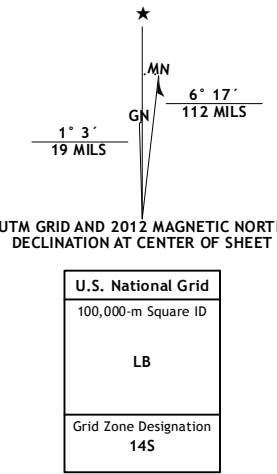 ★
MN
GN
6° 17´
112 MILS
1° 3´
19 MILS
UTM GRID AND 2012 MAGNETIC NORTH
DECLINATION AT CENTER OF SHEET
U.S. National Grid
100,000-m Square ID
LB
Grid Zone Designation
14S